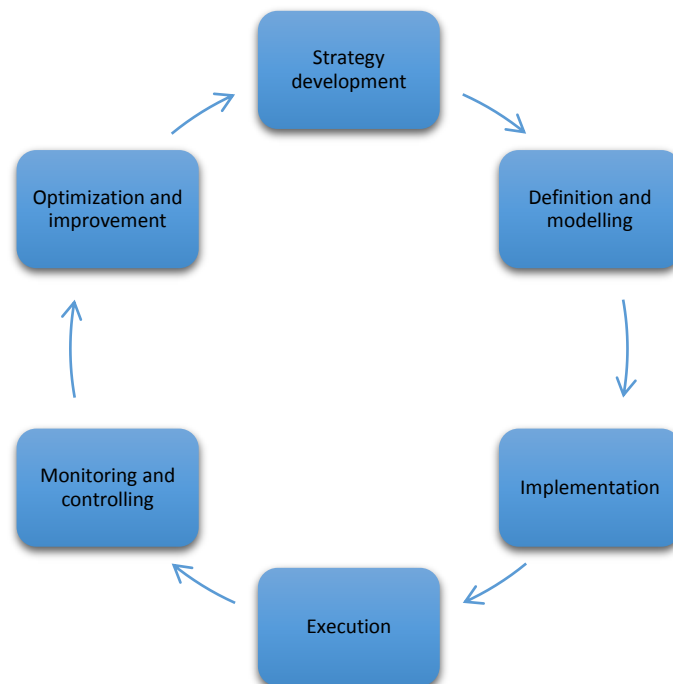 Strategy
development
Definition and
modelling
Implementation
Execution
Monitoring and
controlling
Optimization and
improvement